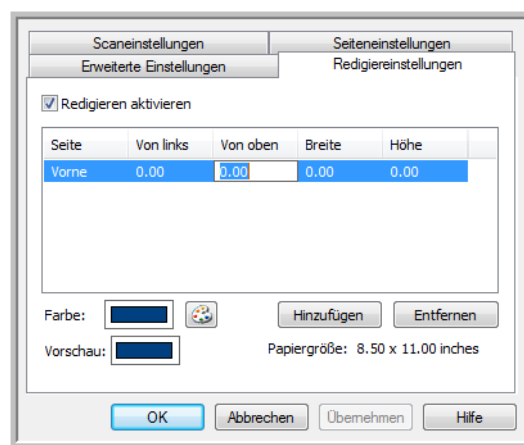 Scaneinstellungen Seiteneinstellungen
Erweiterte Einstellungen Redigiereinstellungen
Redigieren aktivieren
Seite Von links Von oben Breite Höhe
Vorne 0.00 0.00 0.00 0.00
Farbe: Hinzufügen Entfernen
Vorschau: Papiergröße: 8.50 x 11.00 inches
OK Abbrechen Übernehmen Hilfe